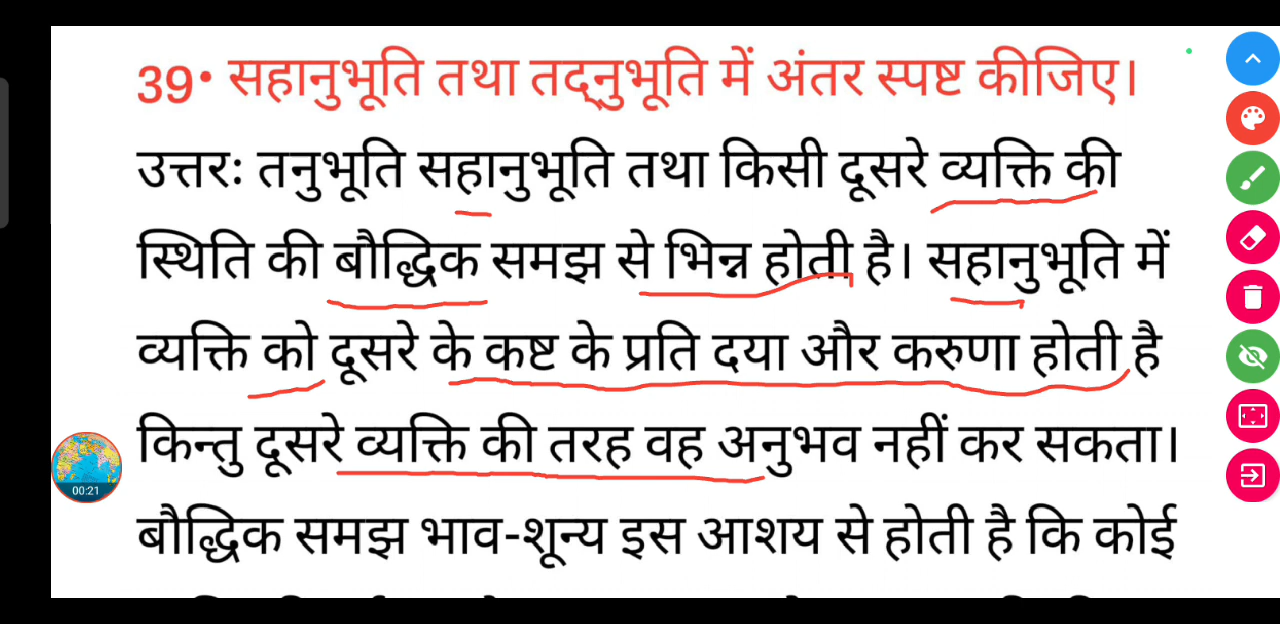 39• सहानुभूति तथा तद्नुभूति में अंतर स्पष्ट कीजिए।
उत्तरः तनुभूति सहानुभूति तथा किसी दूसरे व्यक्ति की
स्थिति की बौद्धिक समझ से भिन्न होती है। सहानुभूति में
व्यक्ति को दूसरे के कष्ट के प्रति दया और करुणा होती है
किन्तु दूसरे व्यक्ति की तरह वह अनुभव नहीं कर सकता।
00:21
बौद्धिक समझ भाव-शून्य इस आशय से होती है कि कोई